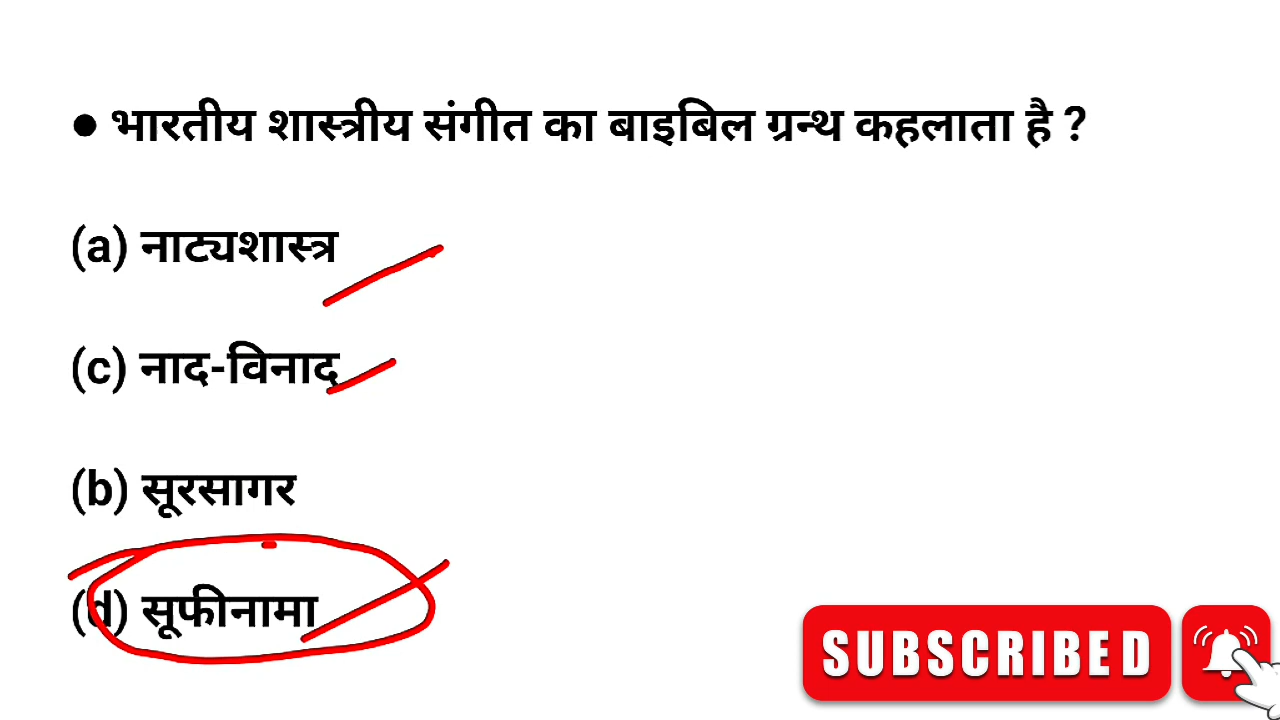 ● भारतीय शास्त्रीय संगीत का बाइबिल ग्रन्थ कहलाता है ?
(a) नाट्यशास्त्र
(c) नाद-विनाद
(b) सूरसागर
(d) सूफीनामा
SUBSCRIBED